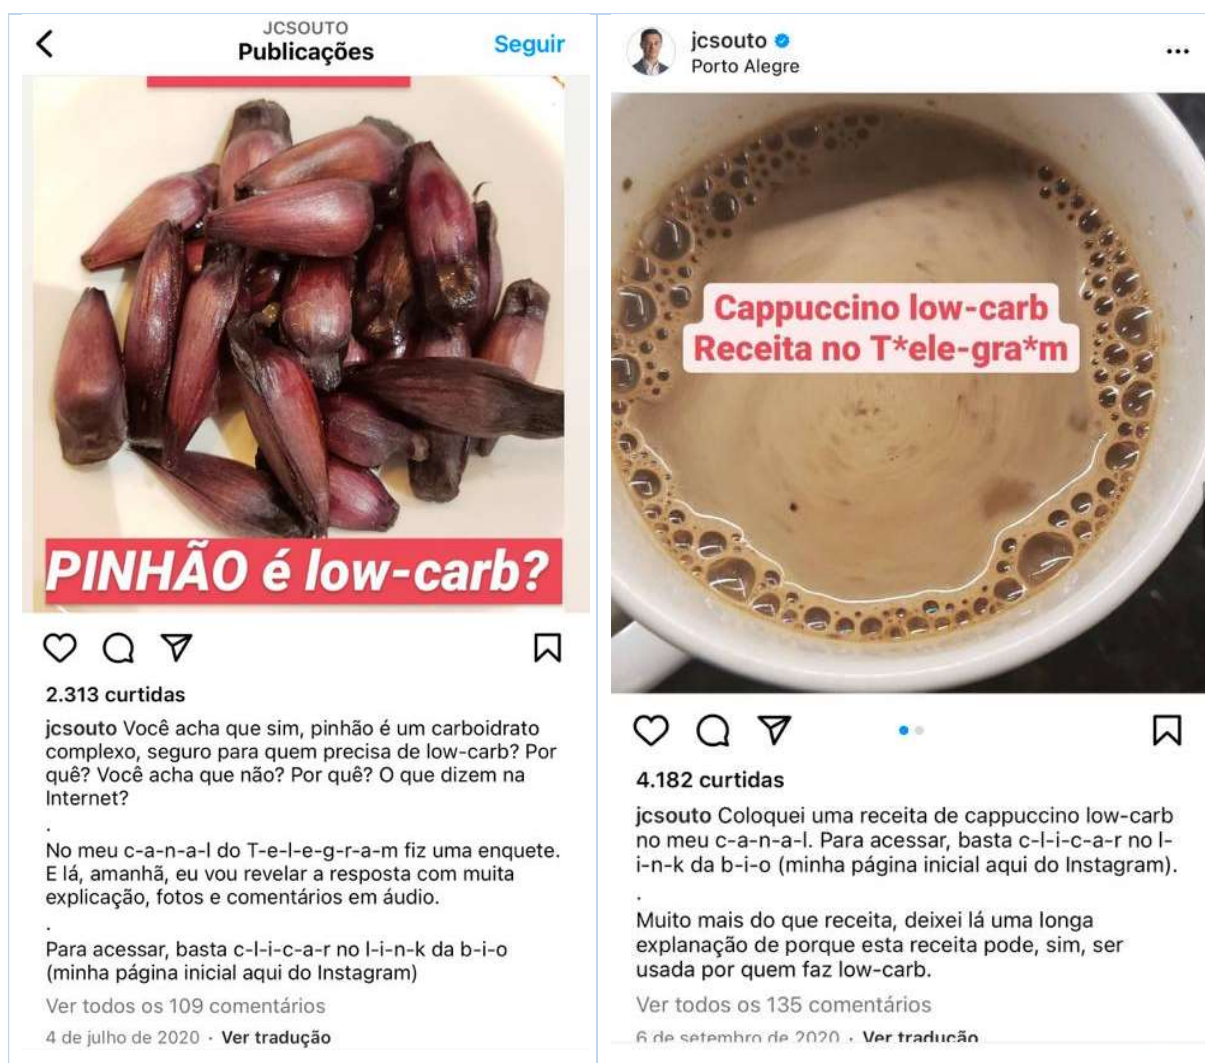 JCSOUTO
Publicações
Seguir
PINHÃO é low-carb?
2.313 curtidas
jcsouto Você acha que sim, pinhão é um carboidrato
complexo, seguro para quem precisa de low-carb? Por
quê? Você acha que não? Por quê? O que dizem na
Internet?
.
No meu c-a-n-a-l do T-e-l-e-g-r-a-m fiz uma enquete.
E lá, amanhã, eu vou revelar a resposta com muita
explicação, fotos e comentários em áudio.
.
Para acessar, basta c-l-i-c-a-r no l-i-n-k da b-i-o
(minha página inicial aqui do Instagram)
Ver todos os 109 comentários
4 de julho de 2020 · Ver tradução
jcsouto
Porto Alegre
Cappuccino low-carb
Receita no T*ele-gra*m
4.182 curtidas
jcsouto Coloquei uma receita de cappuccino low-carb
no meu c-a-n-a-l. Para acessar, basta c-l-i-c-a-r no l-
i-n-k da b-i-o (minha página inicial aqui do Instagram).
.
Muito mais do que receita, deixei lá uma longa
explanação de porque esta receita pode, sim, ser
usada por quem faz low-carb.
Ver todos os 135 comentários
6 de setembro de 2020 · Ver tradução